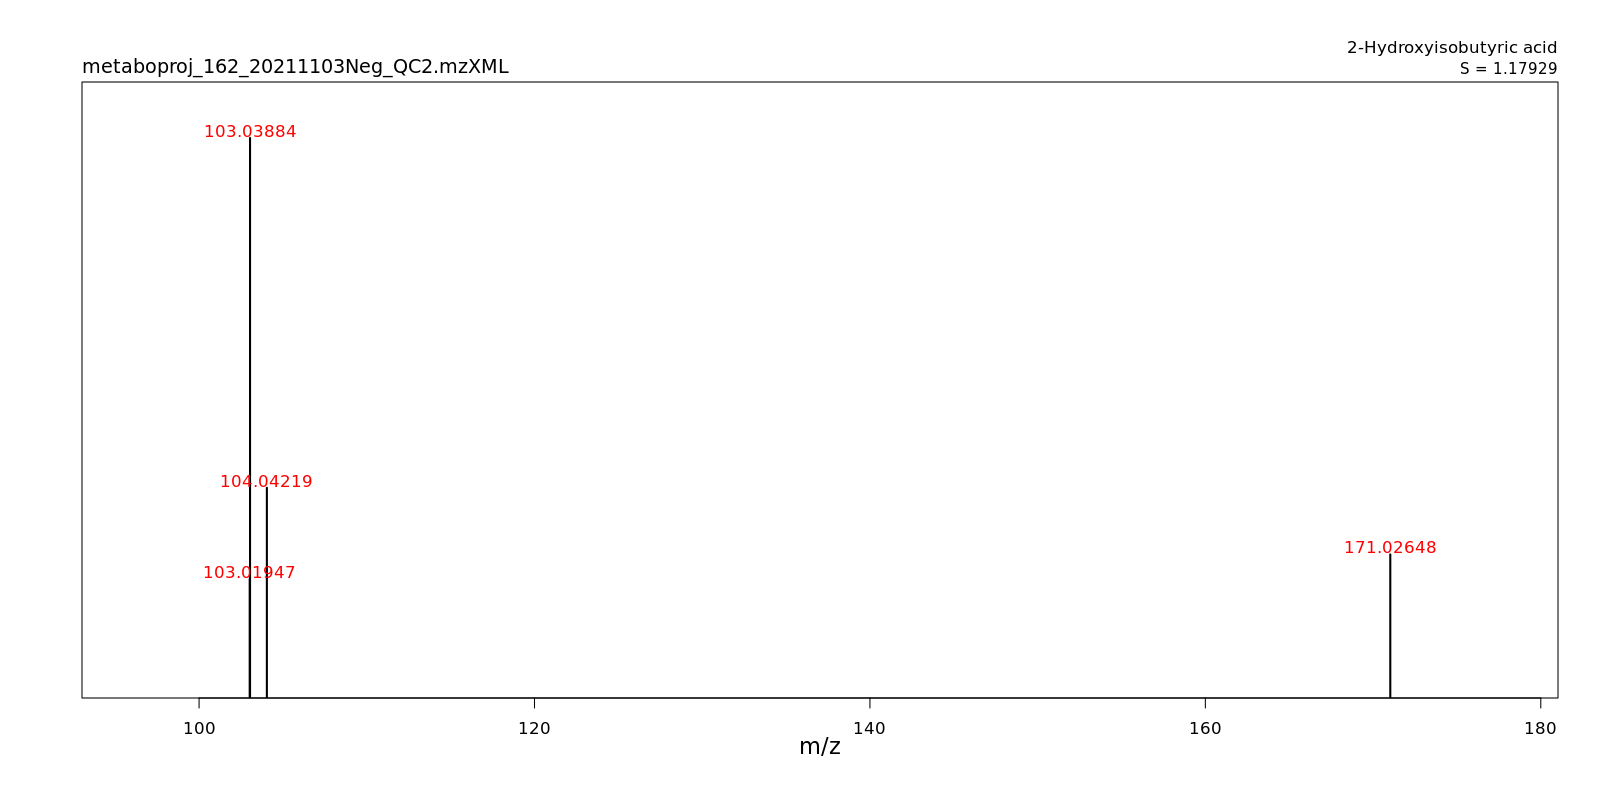 2-Hydroxyisobutyric acid
metaboproj_162_20211103Neg_QC2.mzXML
S = 1.17929
103.03884
104.04219
171.02648
103.01947
100 120 140 160 180
m/z